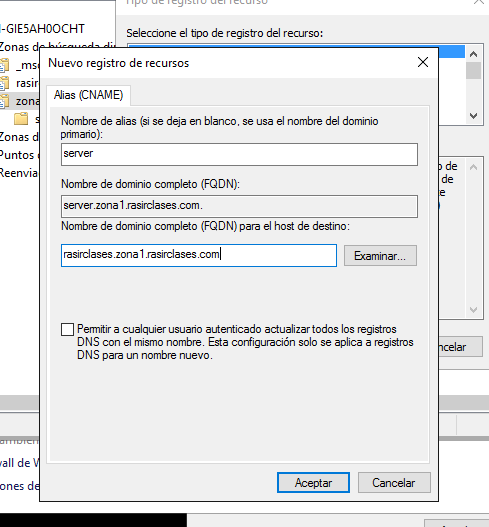 Tipo de registro del recurso
-GIE5AH0OCHT
Zonas de búsqueda di
_ms
rasir
zona
s
Zonas d
Puntos
Reenvia
Seleccione el tipo de registro del recurso:
Nuevo registro de recursos
Alias (CNAME)
Nombre de alias (si se deja en blanco, se usa el nombre del dominio
primario):
server
Nombre de dominio completo (FQDN):
server.zona1.rasirclases.com.
Nombre de dominio completo (FQDN) para el host de destino:
rasirclases.zona1.rasirclases.com
Examinar...
Permitir a cualquier usuario autenticado actualizar todos los registros
DNS con el mismo nombre. Esta configuración solo se aplica a registros
DNS para un nombre nuevo.
o de
de
ncelar
Aceptar
Cancelar
wall de W
ones de